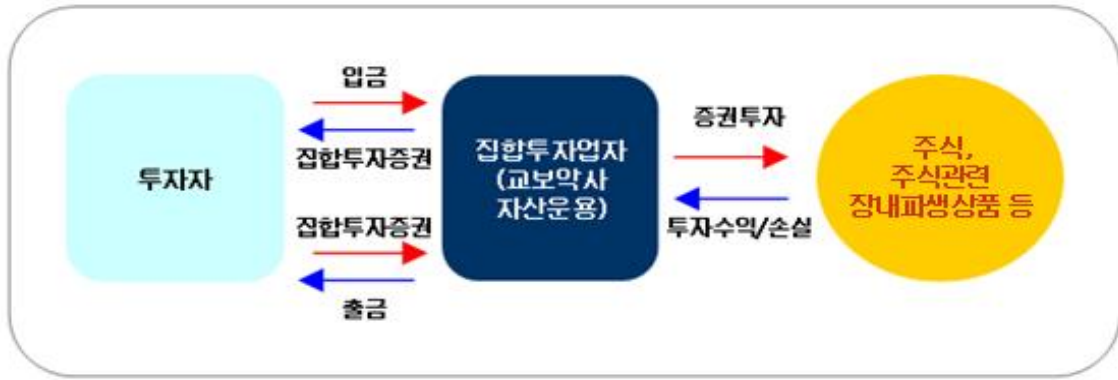 투자자
입금
집합투자증권
집합투자증권
출금
집합투자업자
(교보악사
자산운용)
증권투자
투자수익/손실
주식,
주식관련
장내파생상품 등